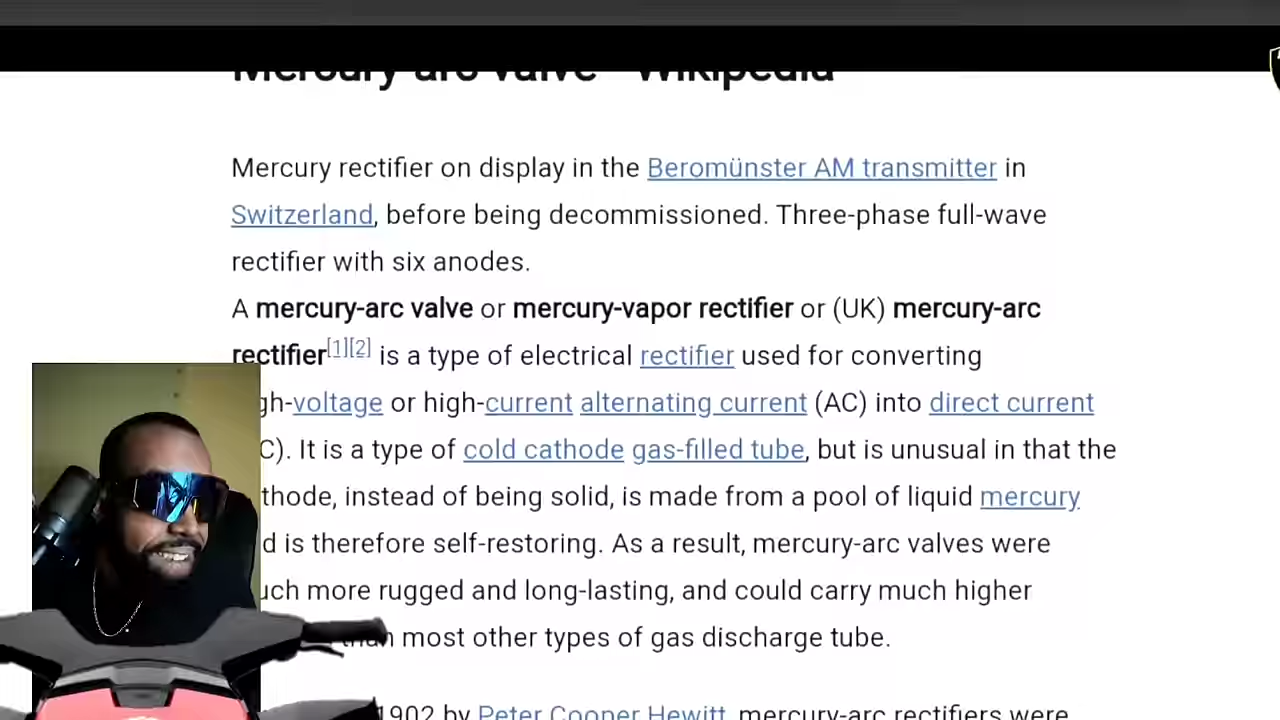 Mercury-arc valve - Wikipedia
Mercury rectifier on display in the Beromünster AM transmitter in
Switzerland, before being decommissioned. Three-phase full-wave
rectifier with six anodes.
A mercury-arc valve or mercury-vapor rectifier or (UK) mercury-arc
rectifier[1][2] is a type of electrical rectifier used for converting
gh-voltage or high-current alternating current (AC) into direct current
C). It is a type of cold cathode gas-filled tube, but is unusual in that the
thode, instead of being solid, is made from a pool of liquid mercury
d is therefore self-restoring. As a result, mercury-arc valves were
uch more rugged and long-lasting, and could carry much higher
than most other types of gas discharge tube.
1902 by Peter Cooper Hewitt, mercury-arc rectifiers were